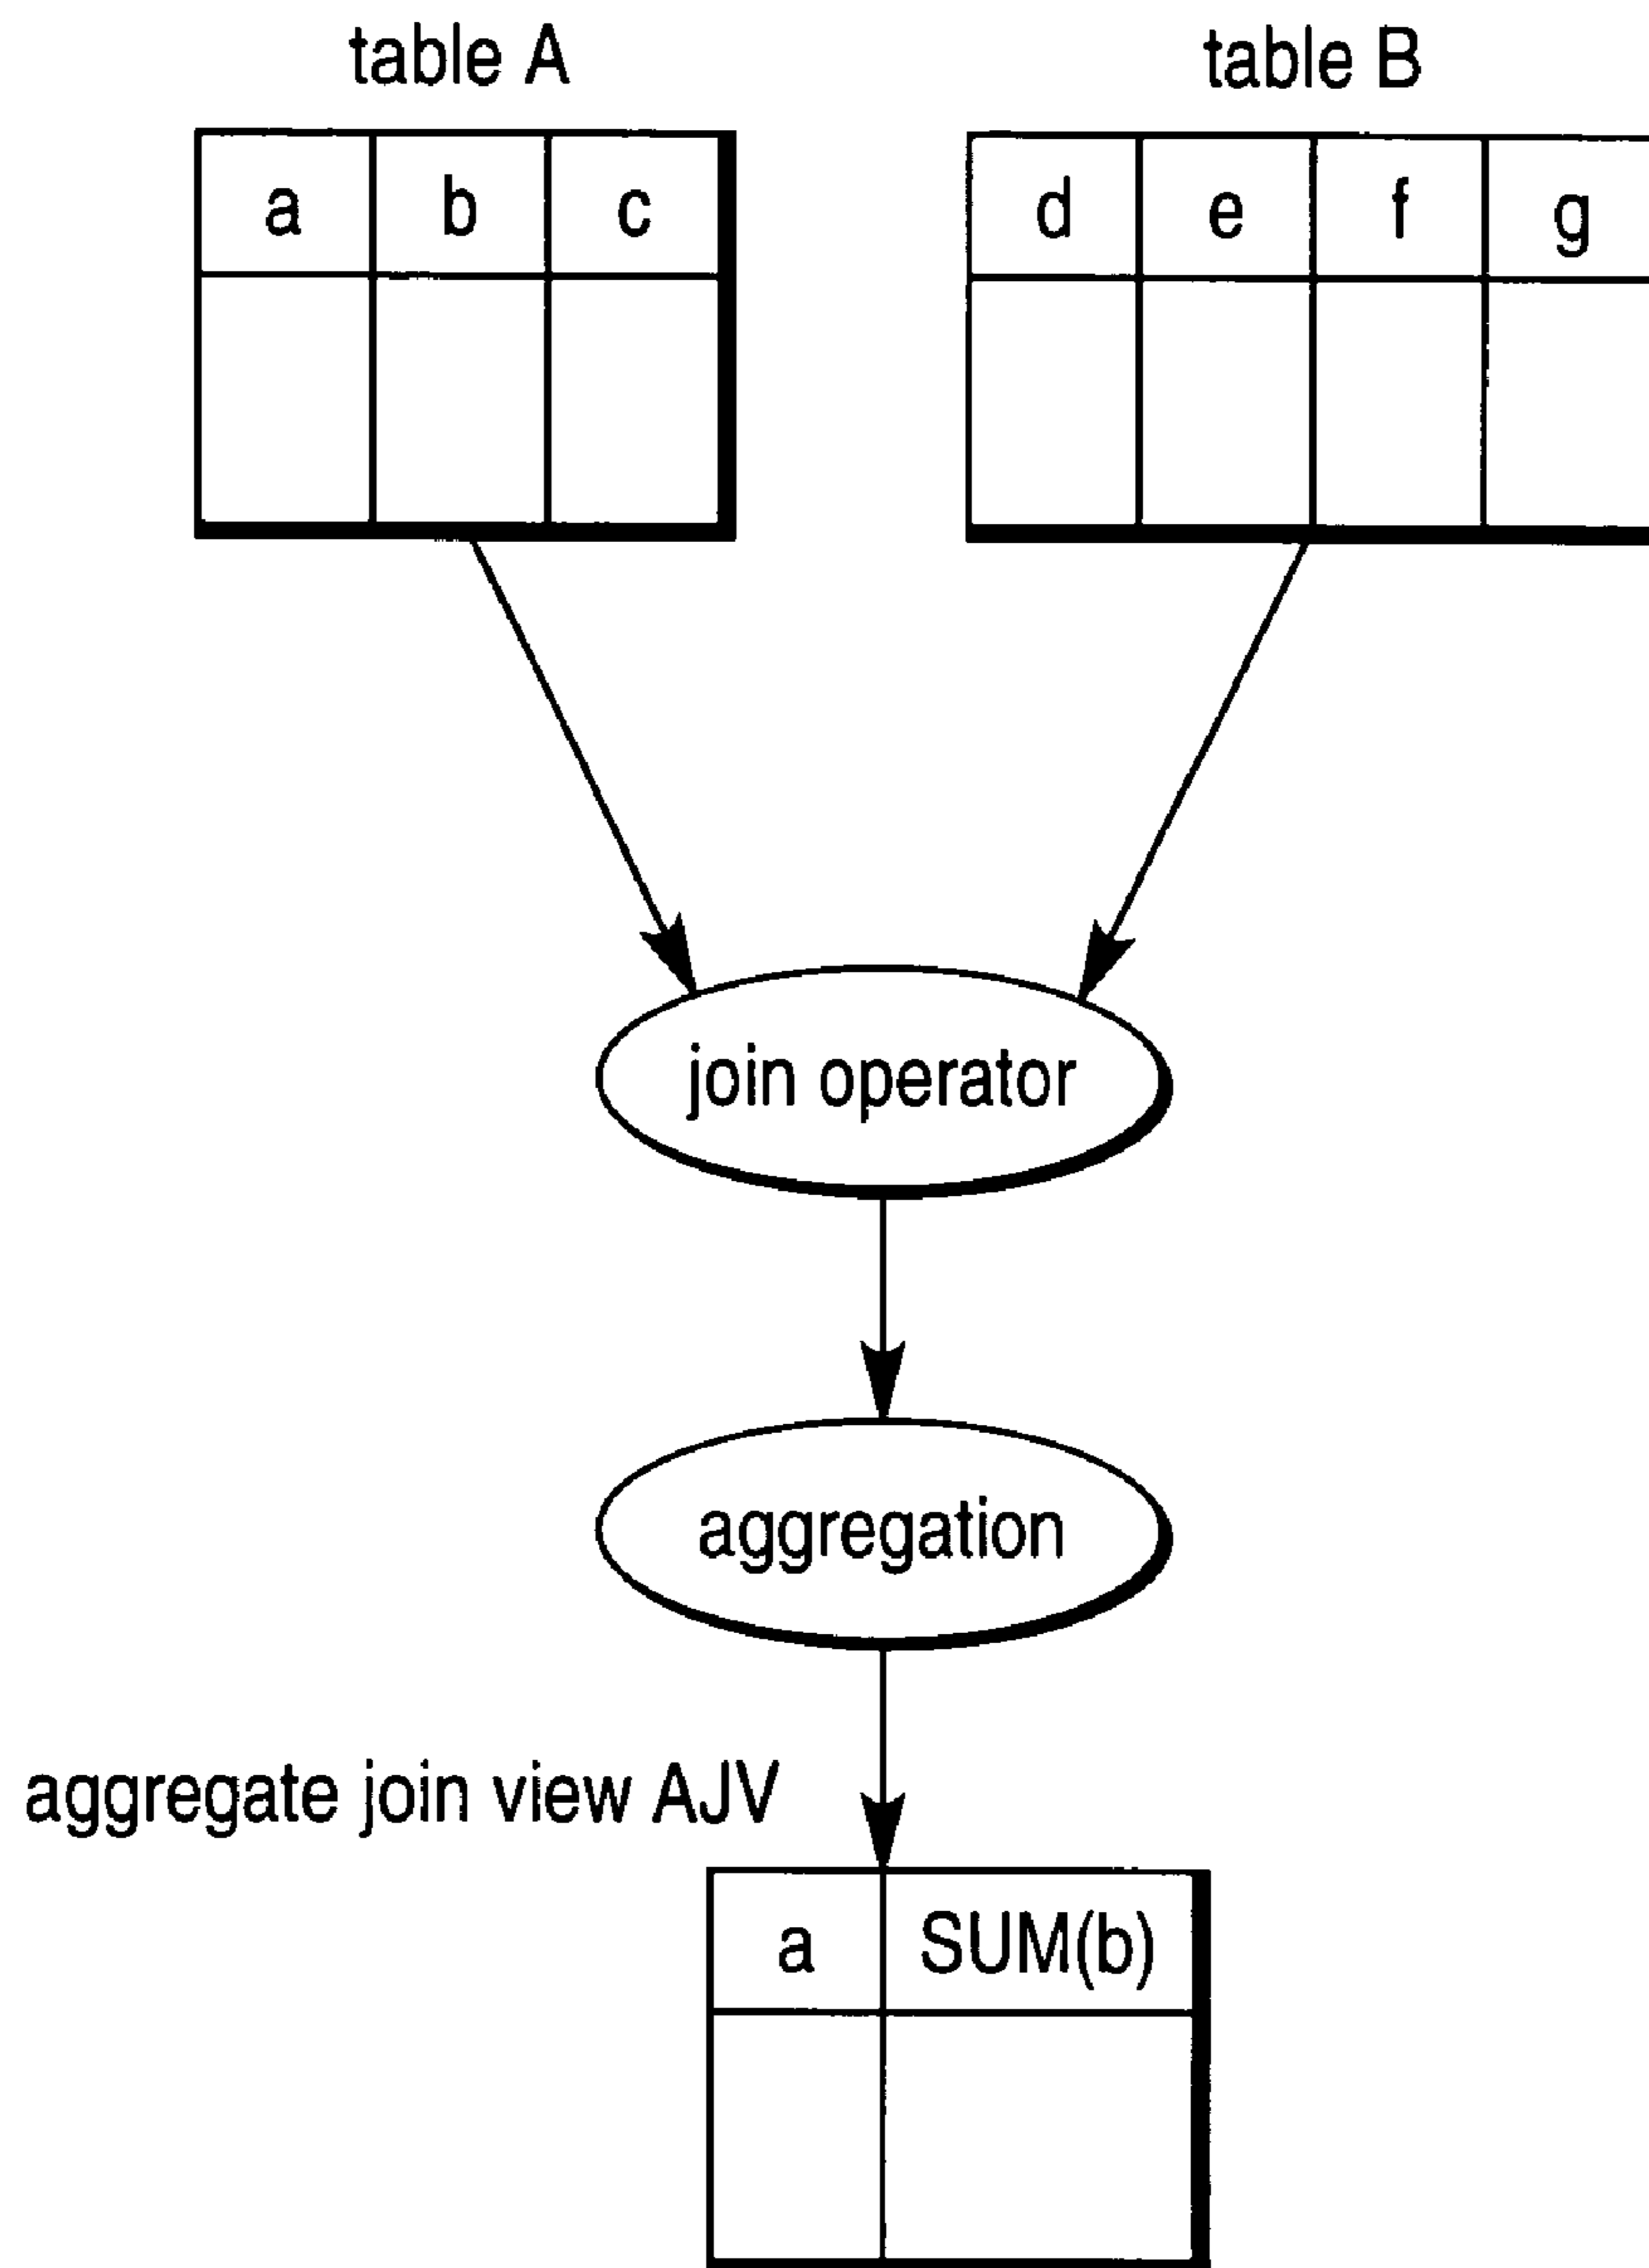 table A table B
a b c d e f g
join operator
aggregation
aggregate join view AJV
a SUM(b)